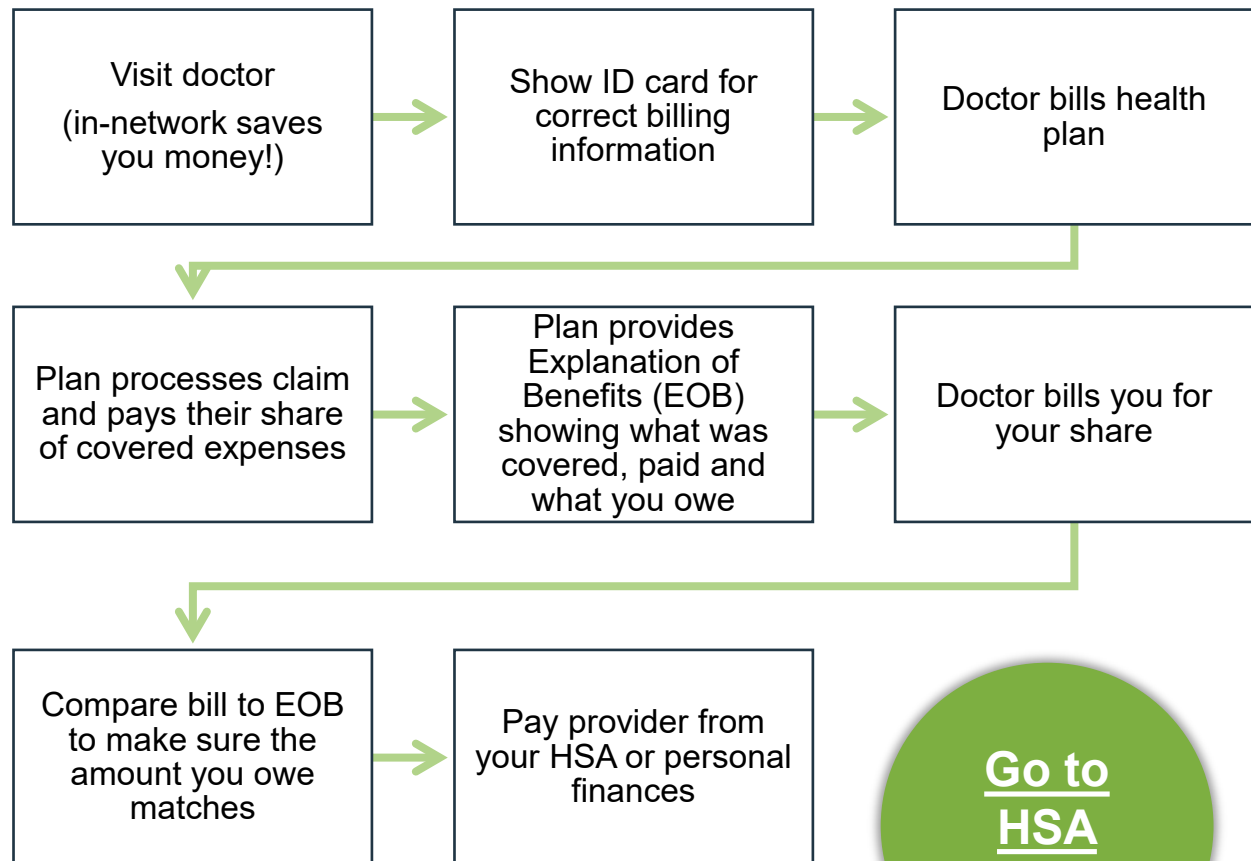 Visit doctor
(in-network saves
you money!)
Show ID card for
correct billing
information
Doctor bills health
plan
Plan processes claim
and pays their share
of covered expenses
Plan provides
Explanation of
Benefits (EOB)
showing what was
covered, paid and
what you owe
Doctor bills you for
your share
Compare bill to EOB
to make sure the
amount you owe
matches
Pay provider from
your HSA or personal
finances
Go to
HSA